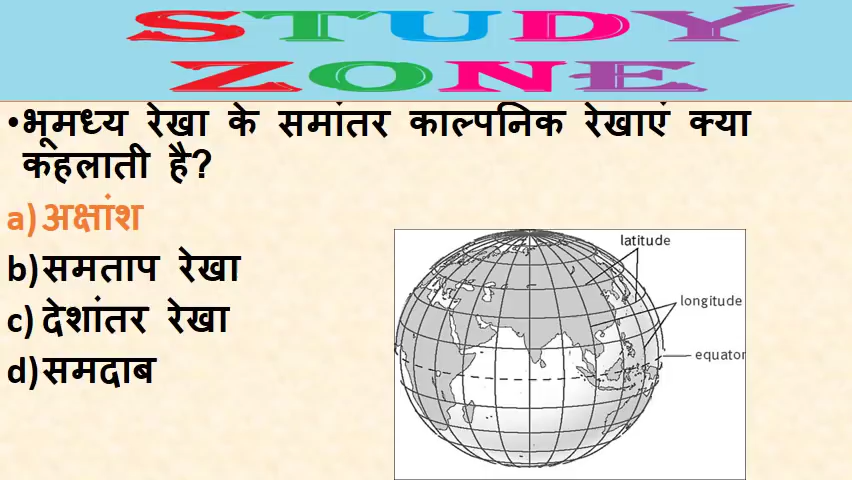 STUDY
ZONE
•भूमध्य रेखा के समांतर काल्पनिक रेखाएं क्या
कहलाती है?
a) अक्षांश
b) समताप रेखा
c) देशांतर रेखा
d) समदाब
latitude
longitude
equator